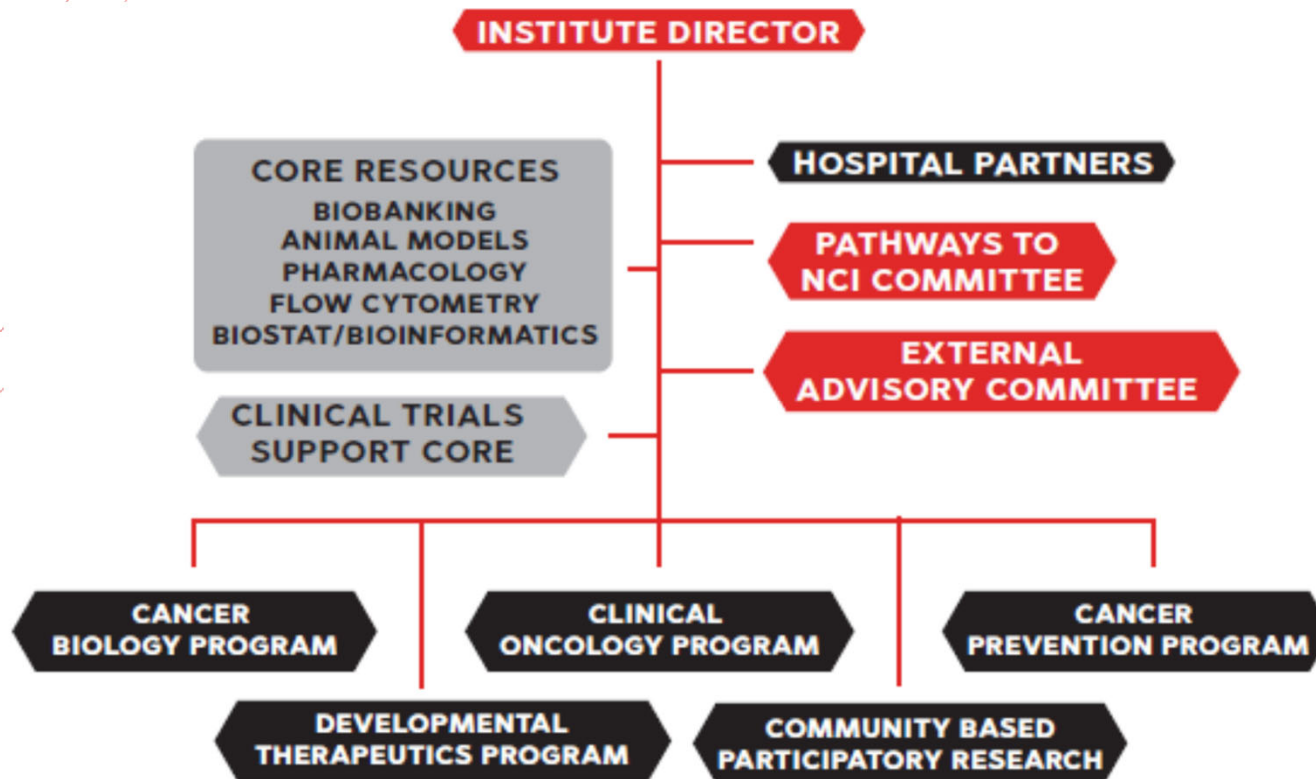 INSTITUTE DIRECTOR
CORE RESOURCES
BIOBANKING
ANIMAL MODELS
PHARMACOLOGY
FLOW CYTOMETRY
BIOSTAT/BIOINFORMATICS
HOSPITAL PARTNERS
PATHWAYS TO
NCI COMMITTEE
EXTERNAL
ADVISORY COMMITTEE
CLINICAL TRIALS
SUPPORT CORE
CANCER
BIOLOGY PROGRAM
CLINICAL
ONCOLOGY PROGRAM
CANCER
PREVENTION PROGRAM
DEVELOPMENTAL
THERAPEUTICS PROGRAM
COMMUNITY BASED
PARTICIPATORY RESEARCH